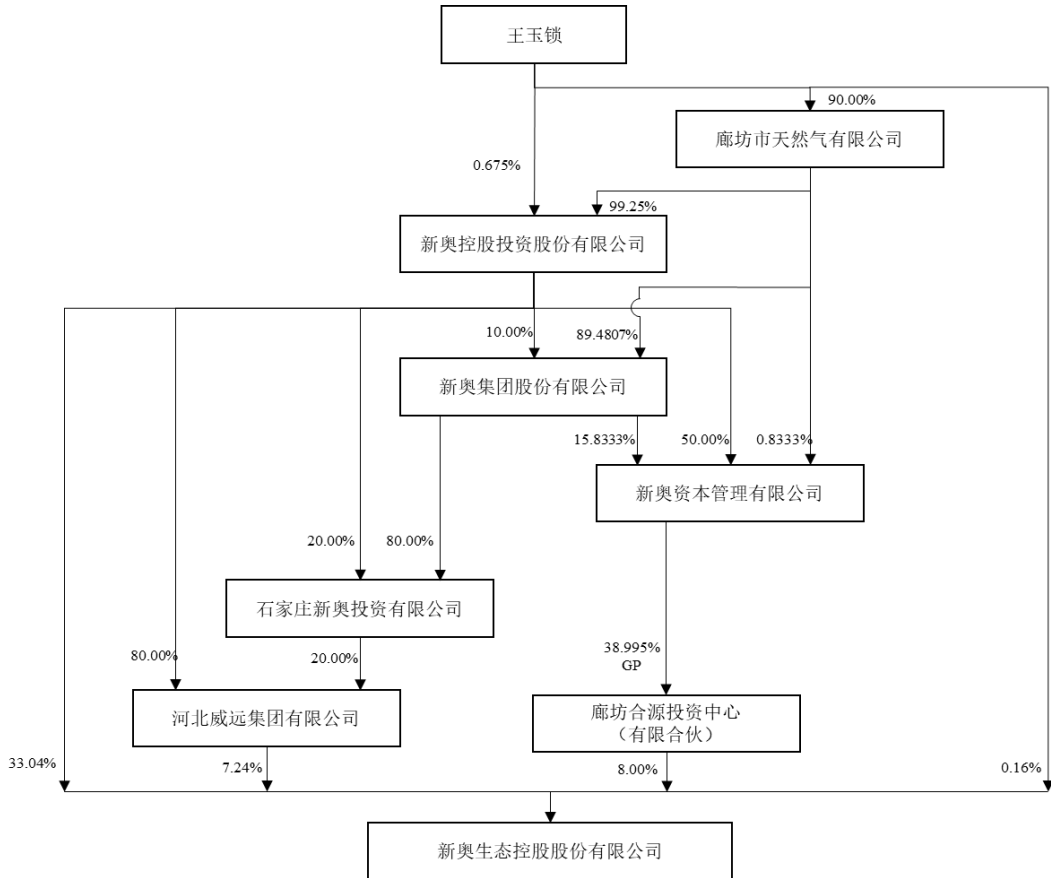 王玉锁
90.00%
廊坊市天然气有限公司
0.675%
99.25%
新奥控股投资股份有限公司
10.00%
89.4807%
新奥集团股份有限公司
15.8333%
50.00%
0.8333%
新奥资本管理有限公司
20.00%
80.00%
石家庄新奥投资有限公司
38.995%
GP
80.00%
20.00%
河北威远集团有限公司
廊坊合源投资中心
（有限合伙）
33.04%
7.24%
8.00%
0.16%
新奥生态控股股份有限公司